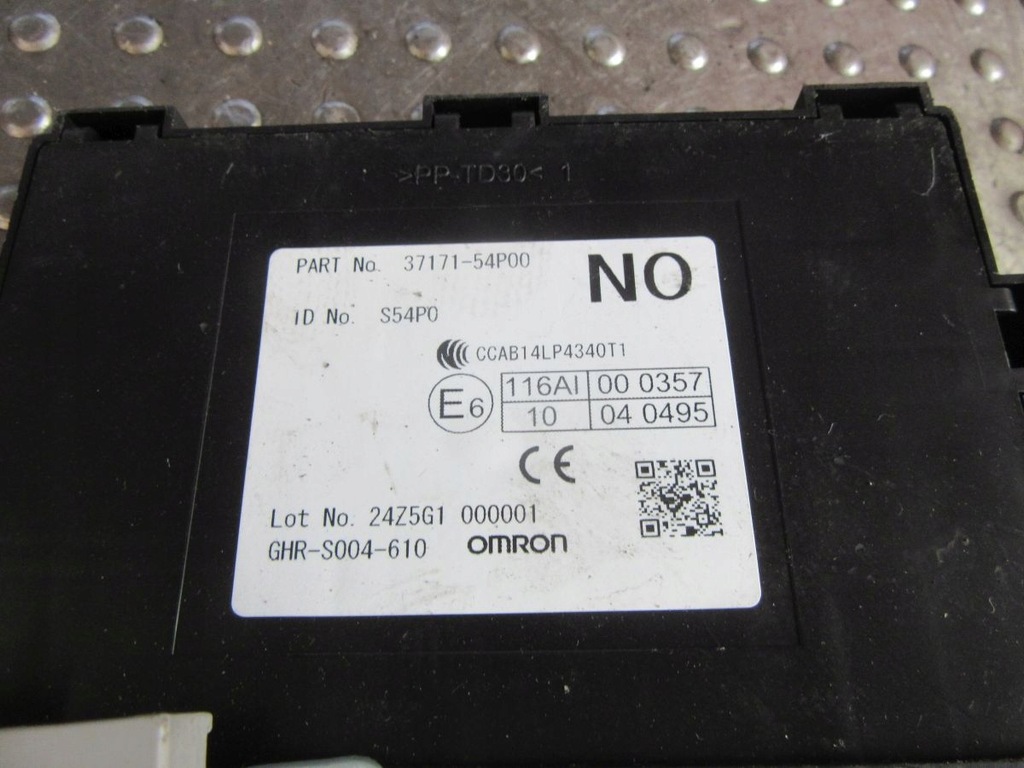 >PP-TD30< 1
PART No. 37171-54P00
NO
ID No. S54P0
CCAB14LP4340T1
E6
116AI 00 0357
10 04 0495
CE
Lot No. 24Z5G1 000001
GHR-S004-610 OMRON